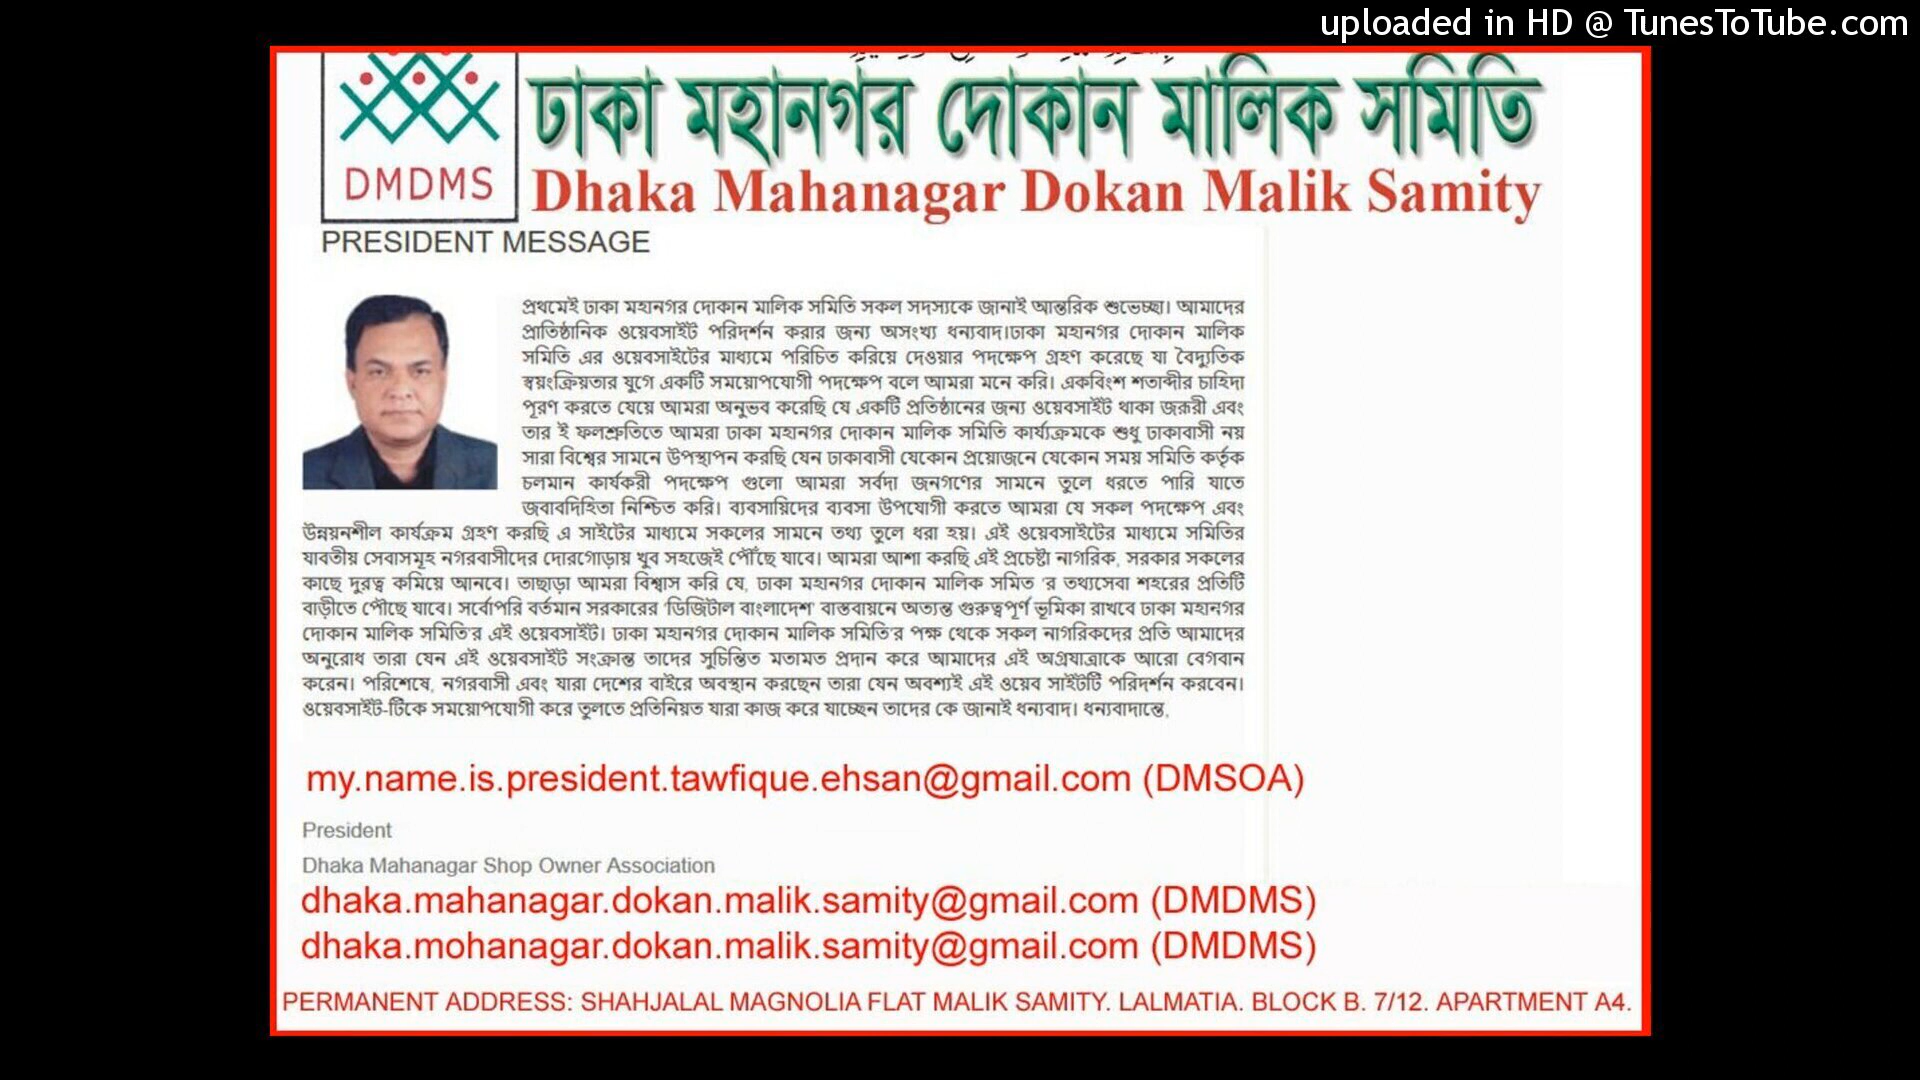 uploaded in HD @ TunesToTube.com
ঢাকা মহানগর দোকান মালিক সমিতি
DMDMS
Dhaka Mahanagar Dokan Malik Samity
PRESIDENT MESSAGE
প্রথমেই ঢাকা মহানগর দোকান মালিক সমিতি সকল সদস্যকে জানাই আন্তরিক শুভেচ্ছা। আমাদের
প্রাতিষ্ঠানিক ওয়েবসাইট পরিদর্শন করার জন্য অসংখ্য ধন্যবাদ।ঢাকা মহানগর দোকান মালিক
সমিতি এর ওয়েবসাইটের মাধ্যমে পরিচিত করিয়ে দেওয়ার পদক্ষেপ গ্রহণ করেছে যা বৈদ্যুতিক
স্বয়ংক্রিয়তার যুগে একটি সময়োপযোগী পদক্ষেপ বলে আমরা মনে করি। একবিংশ শতাব্দীর চাহিদা
পূরণ করতে যেয়ে আমরা অনুভব করেছি যে একটি প্রতিষ্ঠানের জন্য ওয়েবসাইট থাকা জরূরী এবং
তার ই ফলশ্রুতিতে আমরা ঢাকা মহানগর দোকান মালিক সমিতি কার্য্যক্রমকে শুধু ঢাকাবাসী নয়
সারা বিশ্বের সামনে উপস্থাপন করছি যেন ঢাকাবাসী যেকোন প্রয়োজনে যেকোন সময় সমিতি কর্তৃক
চলমান কার্যকরী পদক্ষেপ গুলো আমরা সর্বদা জনগণের সামনে তুলে ধরতে পারি যাতে
জবাবদিহিতা নিশ্চিত করি। ব্যবসায়িদের ব্যবসা উপযোগী করতে আমরা যে সকল পদক্ষেপ এবং
উন্নয়নশীল কার্যক্রম গ্রহণ করছি এ সাইটের মাধ্যমে সকলের সামনে তথ্য তুলে ধরা হয়। এই ওয়েবসাইটের মাধ্যমে সমিতির
যাবতীয় সেবাসমূহ নগরবাসীদের দোরগোড়ায় খুব সহজেই পৌঁছে যাবে। আমরা আশা করছি এই প্রচেষ্টা নাগরিক, সরকার সকলের
কাছে দুরত্ব কমিয়ে আনবে। তাছাড়া আমরা বিশ্বাস করি যে, ঢাকা মহানগর দোকান মালিক সমিত 'র তথ্যসেবা শহরের প্রতিটি
বাড়ীতে পৌছে যাবে। সর্বোপরি বর্তমান সরকারের 'ডিজিটাল বাংলাদেশ' বাস্তবায়নে অত্যন্ত গুরুত্বপূর্ণ ভূমিকা রাখবে ঢাকা মহানগর
দোকান মালিক সমিতি'র এই ওয়েবসাইট। ঢাকা মহানগর দোকান মালিক সমিতি'র পক্ষ থেকে সকল নাগরিকদের প্রতি আমাদের
অনুরোধ তারা যেন এই ওয়েবসাইট সংক্রান্ত তাদের সুচিন্তিত মতামত প্রদান করে আমাদের এই অগ্রযাত্রাকে আরো বেগবান
করেন। পরিশেষে, নগরবাসী এবং যারা দেশের বাইরে অবস্থান করছেন তারা যেন অবশ্যই এই ওয়েব সাইটটি পরিদর্শন করবেন।
ওয়েবসাইট-টিকে সময়োপযোগী করে তুলতে প্রতিনিয়ত যারা কাজ করে যাচ্ছেন তাদের কে জানাই ধন্যবাদ। ধন্যবাদান্তে,
my.name.is.president.tawfique.ehsan@gmail.com (DMSOA)
President
Dhaka Mahanagar Shop Owner Association
dhaka.mahanagar.dokan.malik.samity@gmail.com (DMDMS)
dhaka.mohanagar.dokan.malik.samity@gmail.com (DMDMS)
PERMANENT ADDRESS: SHAHJALAL MAGNOLIA FLAT MALIK SAMITY. LALMATIA. BLOCK B. 7/12. APARTMENT A4.